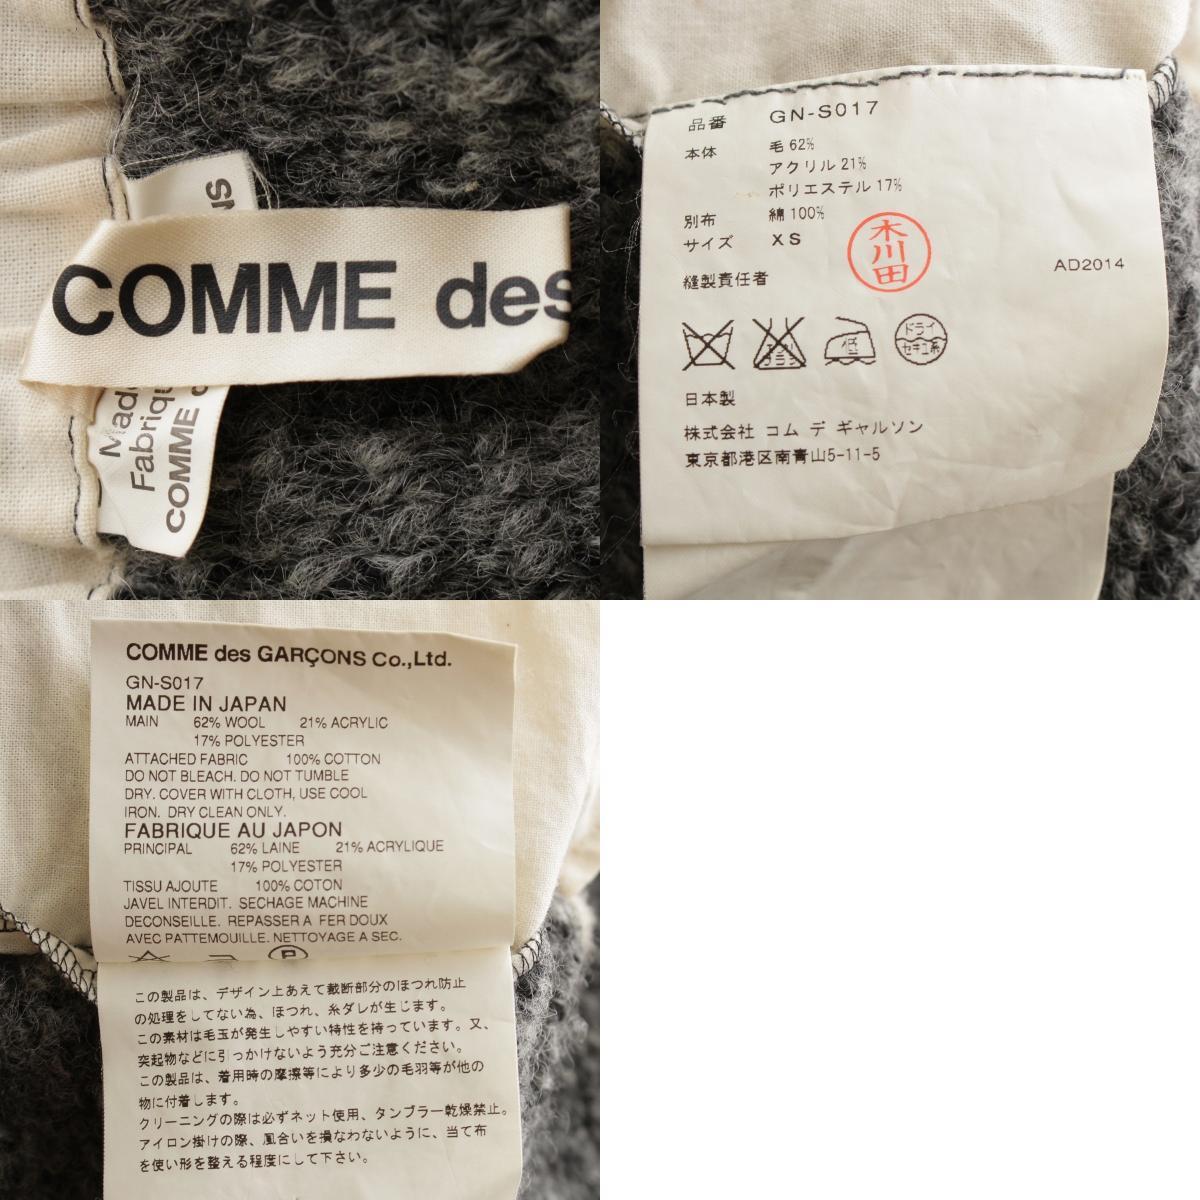 COMME des
COMME
品番 GN-S017
本体 毛 62%
アクリル 21%
ポリエステル 17%
別布 綿 100%
サイズ XS
縫製責任者 木川田
AD2014
低
ドライ
セキユ系
日本製
株式会社 コム デ ギャルソン
東京都港区南青山5-11-5
COMME des GARÇONS Co.,Ltd.
GN-S017
MADE IN JAPAN
MAIN 62% WOOL 21% ACRYLIC
17% POLYESTER
ATTACHED FABRIC 100% COTTON
DO NOT BLEACH. DO NOT TUMBLE
DRY. COVER WITH CLOTH, USE COOL
IRON. DRY CLEAN ONLY.
FABRIQUE AU JAPON
PRINCIPAL 62% LAINE 21% ACRYLIQUE
17% POLYESTER
TISSU AJOUTE 100% COTON
JAVEL INTERDIT. SECHAGE MACHINE
DECONSEILLE. REPASSER A FER DOUX
AVEC PATTEMOUILLE. NETTOYAGE A SEC.
P
この製品は、デザイン上あえて裁断部分のほつれ防止
の処理をしてない為、ほつれ、糸ダレが生じます。
この素材は毛玉が発生しやすい特性を持っています。又、
突起物などに引っかけないよう充分ご注意ください。
この製品は、着用時の摩擦等により多少の毛羽等が他の
物に付着します。
クリーニングの際は必ずネット使用、タンブラー乾燥禁止。
アイロン掛けの際、風合いを損なわないように、当て布
を使い形を整える程度にして下さい。